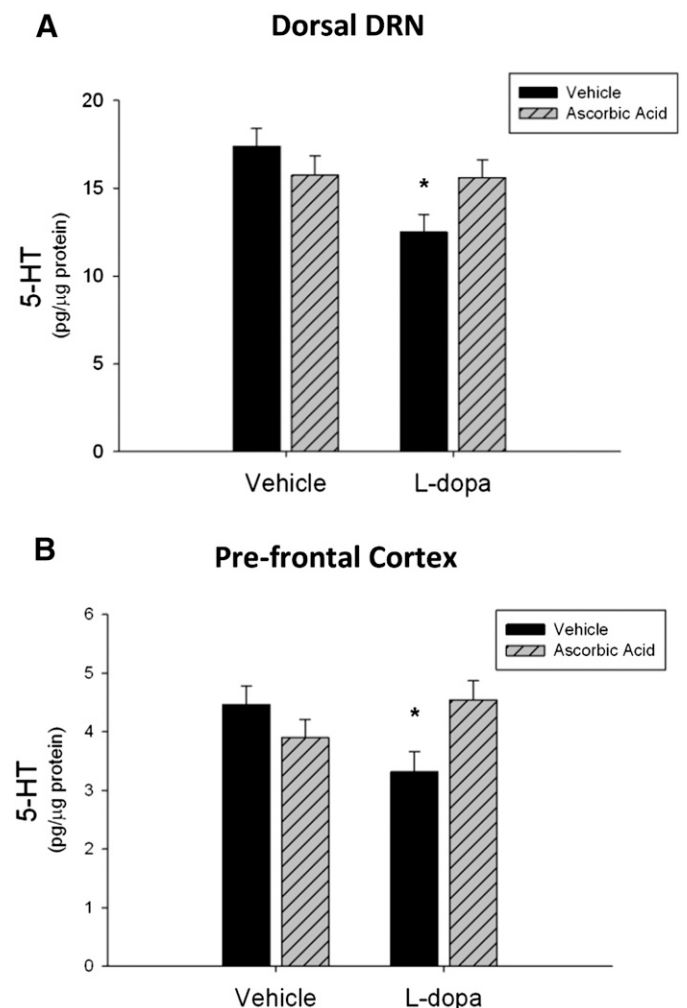 A
Dorsal DRN
Vehicle
Ascorbic Acid
20
15
10
5
0
5-HT
(pg/μg protein)
*
Vehicle L-dopa
B
Pre-frontal Cortex
Vehicle
Ascorbic Acid
6
5
4
3
2
1
0
5-HT
(pg/μg protein)
*
Vehicle L-dopa